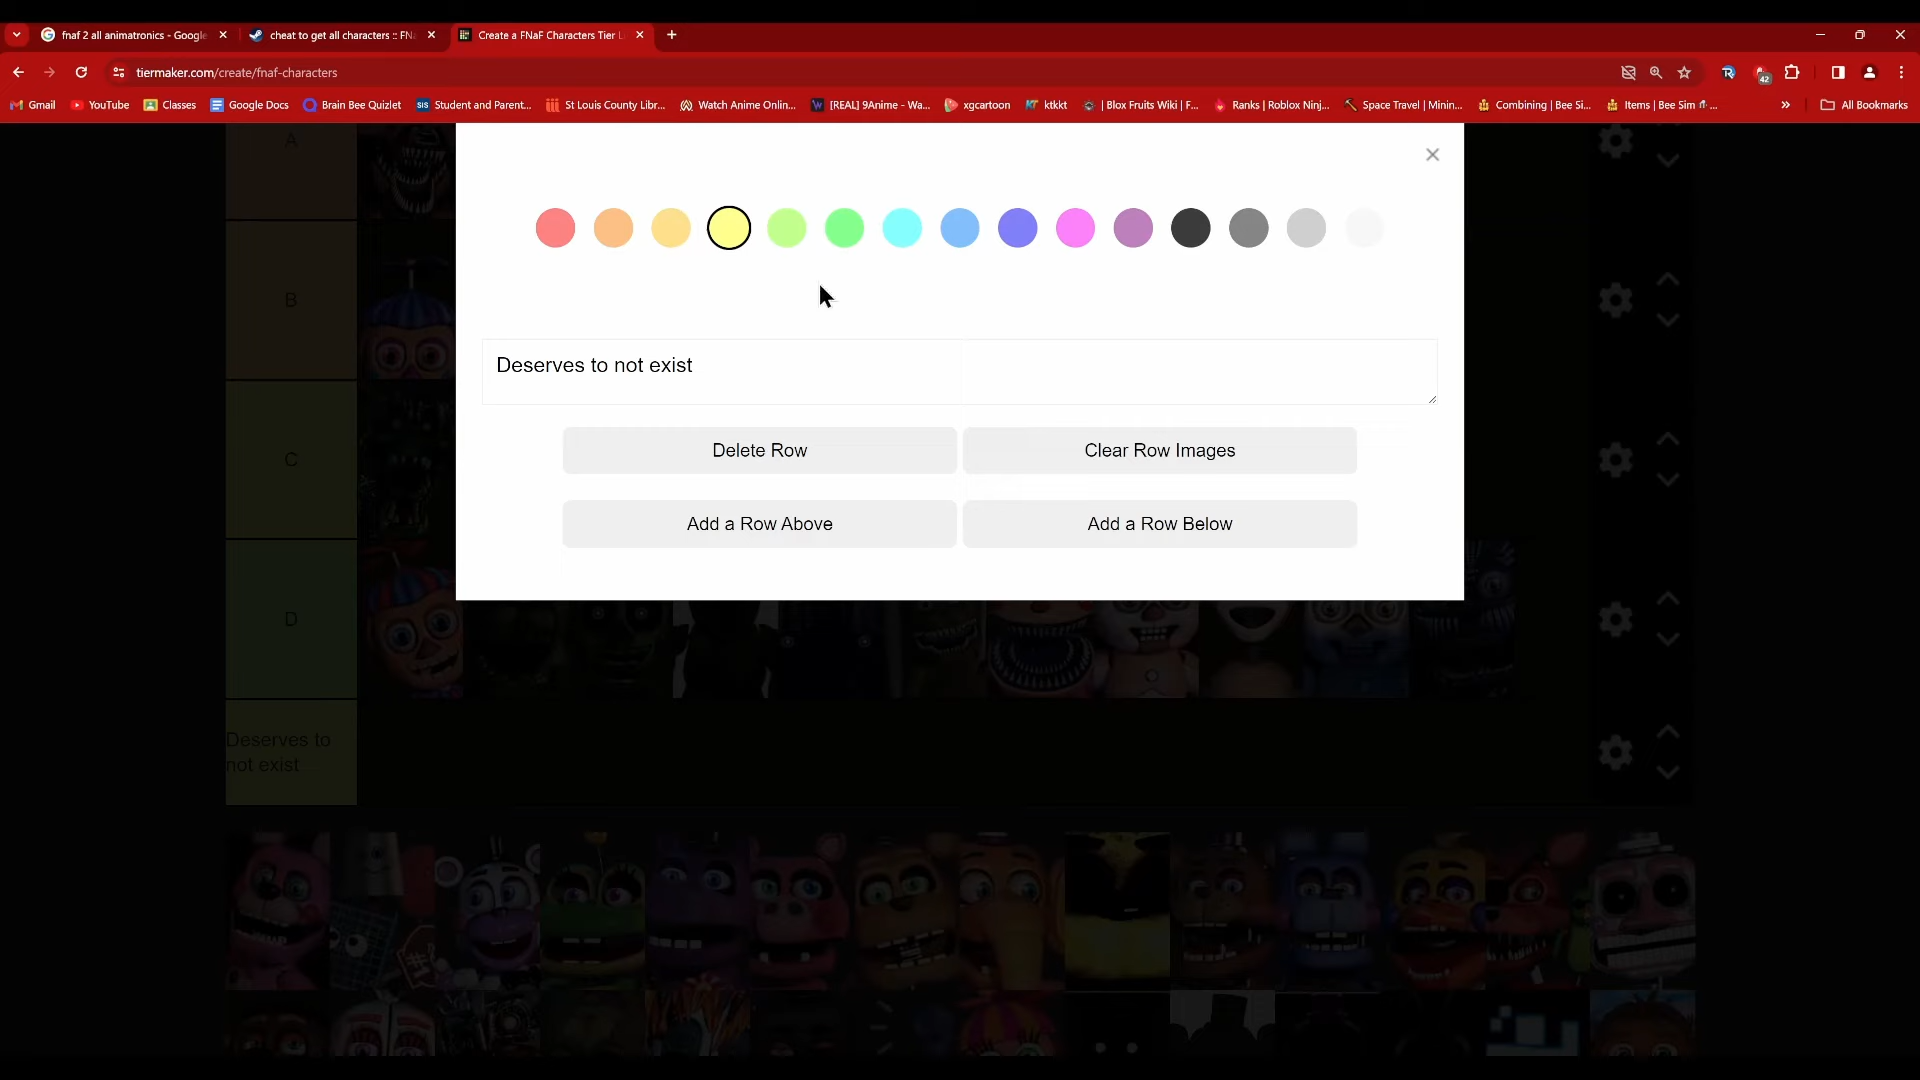 fnaf 2 all animatronics - Google
cheat to get all characters :: FN
Create a FNaF Characters Tier L
tiermaker.com/create/fnaf-characters
42
Gmail
YouTube
Classes
Google Docs
Brain Bee Quizlet
SIS
Student and Parent...
St Louis County Libr...
Watch Anime Onlin...
[REAL] 9Anime - Wa...
xgcartoon
ktkkt
| Blox Fruits Wiki | F...
Ranks | Roblox Ninj...
Space Travel | Minin...
Combining | Bee Si...
Items | Bee Sim
All Bookmarks
A
B
C
D
Deserves to
not exist
Deserves to not exist
Delete Row
Clear Row Images
Add a Row Above
Add a Row Below